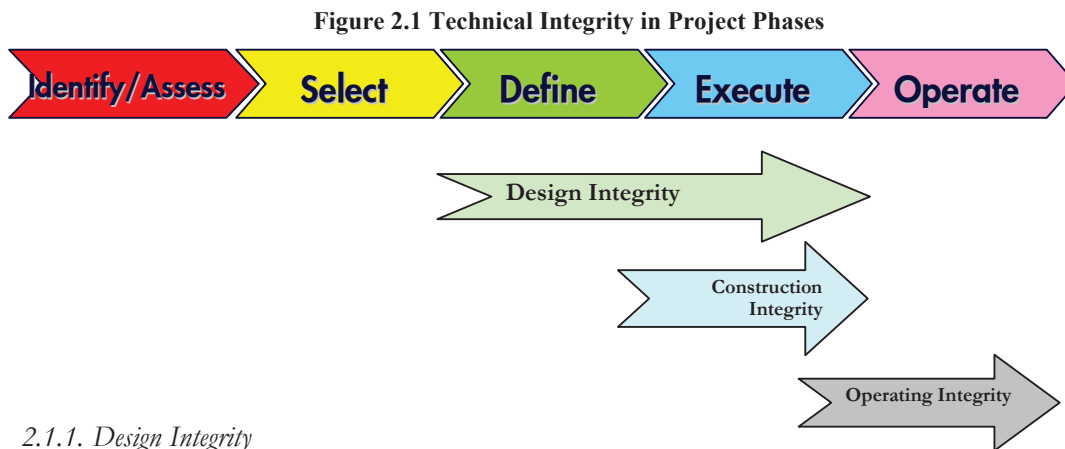 Figure 2.1 Technical Integrity in Project Phases
Identify/Assess Select Define Execute Operate
Design Integrity
Construction
Integrity
Operating Integrity
2.1.1. Design Integrity